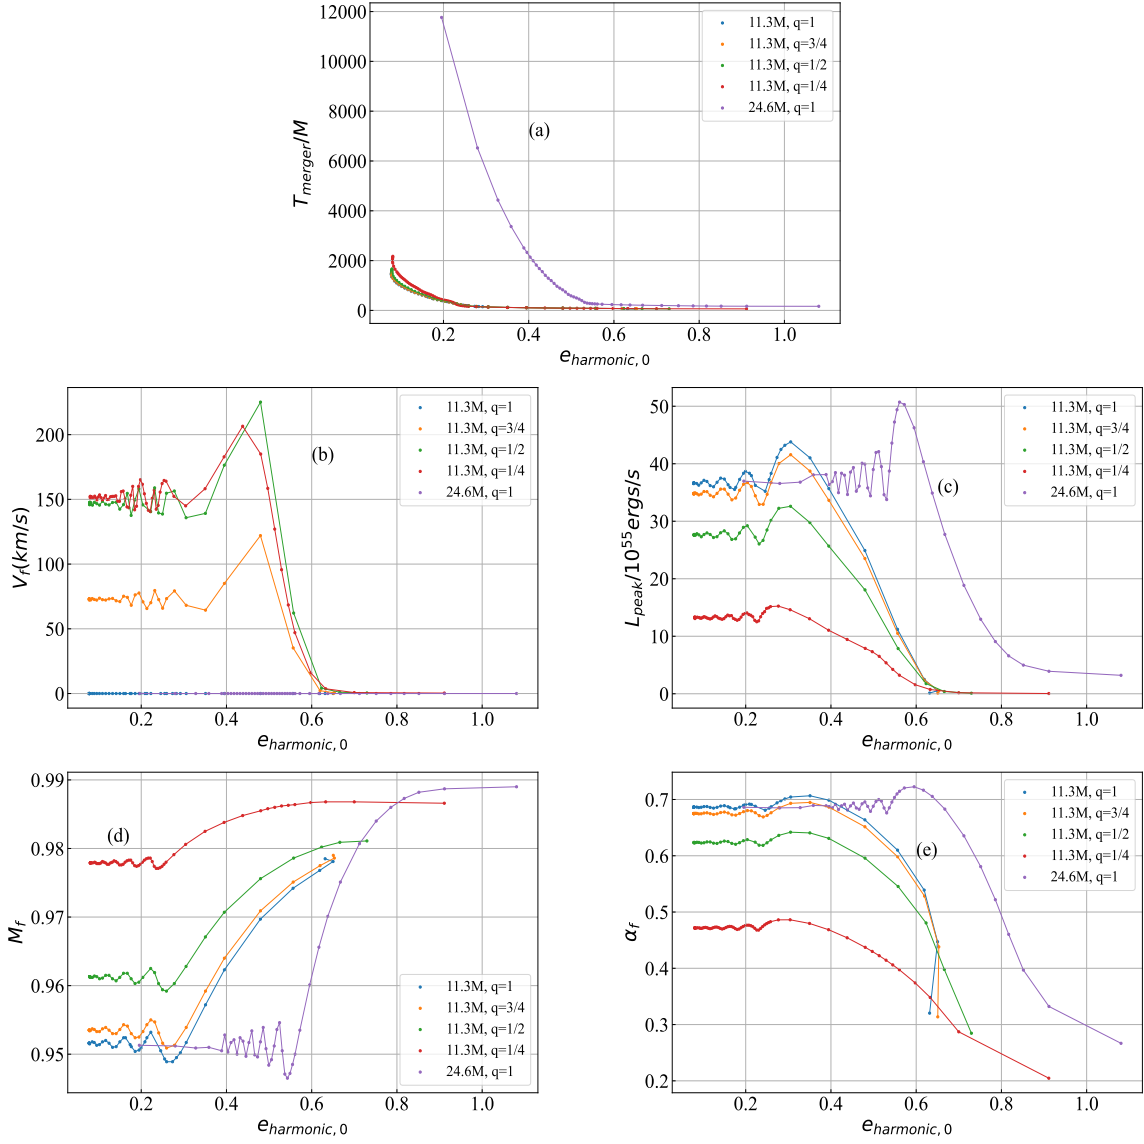 12000
10000
8000
6000
4000
2000
0
T_merger/M
(a)
11.3M, q=1
11.3M, q=3/4
11.3M, q=1/2
11.3M, q=1/4
24.6M, q=1
0.2 0.4 0.6 0.8 1.0
e_harmonic, 0
200
150
100
50
0
V_f(km/s)
(b)
11.3M, q=1
11.3M, q=3/4
11.3M, q=1/2
11.3M, q=1/4
24.6M, q=1
0.2 0.4 0.6 0.8 1.0
e_harmonic, 0
50
40
30
20
10
0
L_peak/10^55ergs/s
(c)
11.3M, q=1
11.3M, q=3/4
11.3M, q=1/2
11.3M, q=1/4
24.6M, q=1
0.2 0.4 0.6 0.8 1.0
e_harmonic, 0
0.99
0.98
0.97
0.96
0.95
M_f
(d)
11.3M, q=1
11.3M, q=3/4
11.3M, q=1/2
11.3M, q=1/4
24.6M, q=1
0.2 0.4 0.6 0.8 1.0
e_harmonic, 0
0.7
0.6
0.5
0.4
0.3
0.2
α_f
(e)
11.3M, q=1
11.3M, q=3/4
11.3M, q=1/2
11.3M, q=1/4
24.6M, q=1
0.2 0.4 0.6 0.8 1.0
e_harmonic, 0